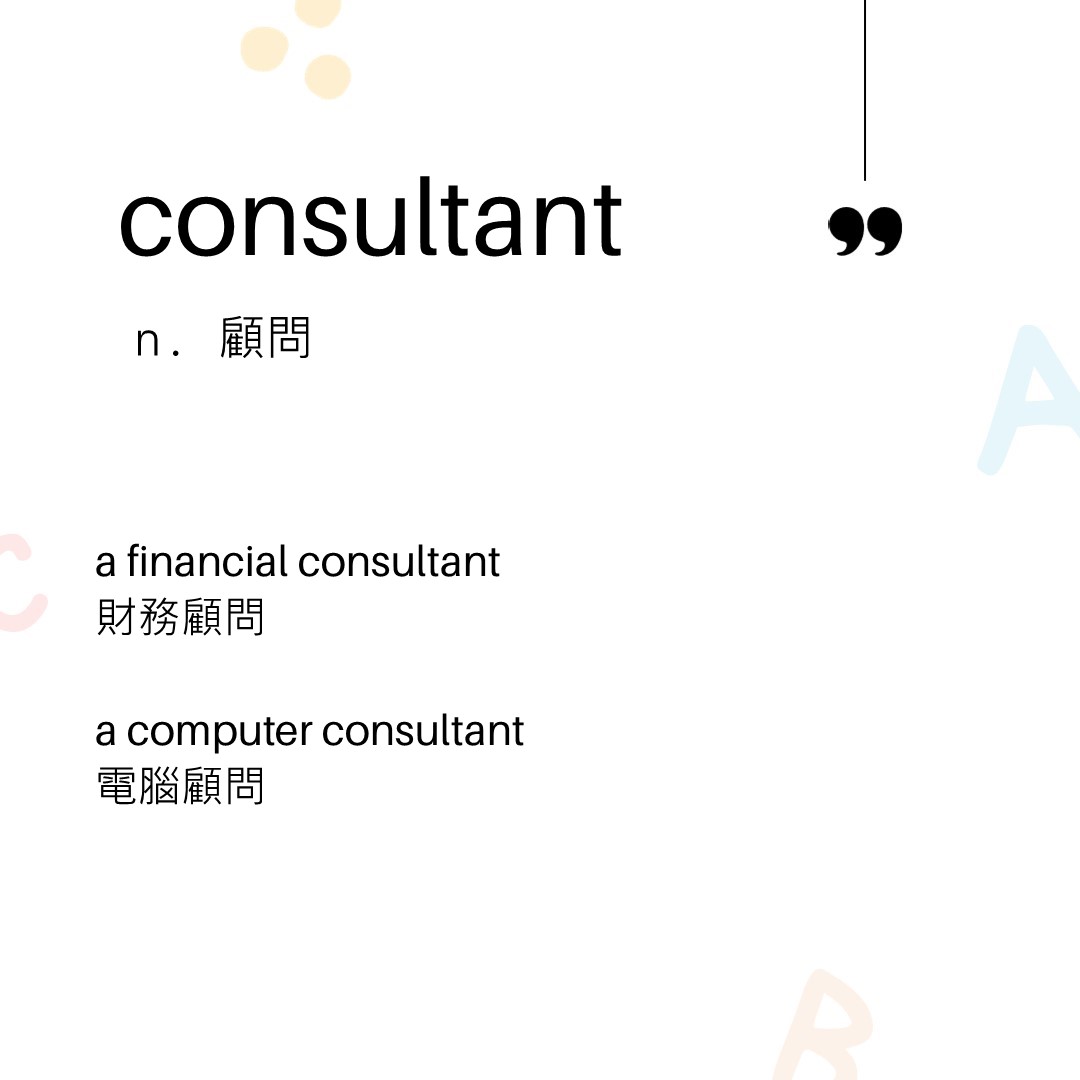 consultant
”
n. 顧問
a financial consultant
財務顧問
a computer consultant
電腦顧問
A
C
B